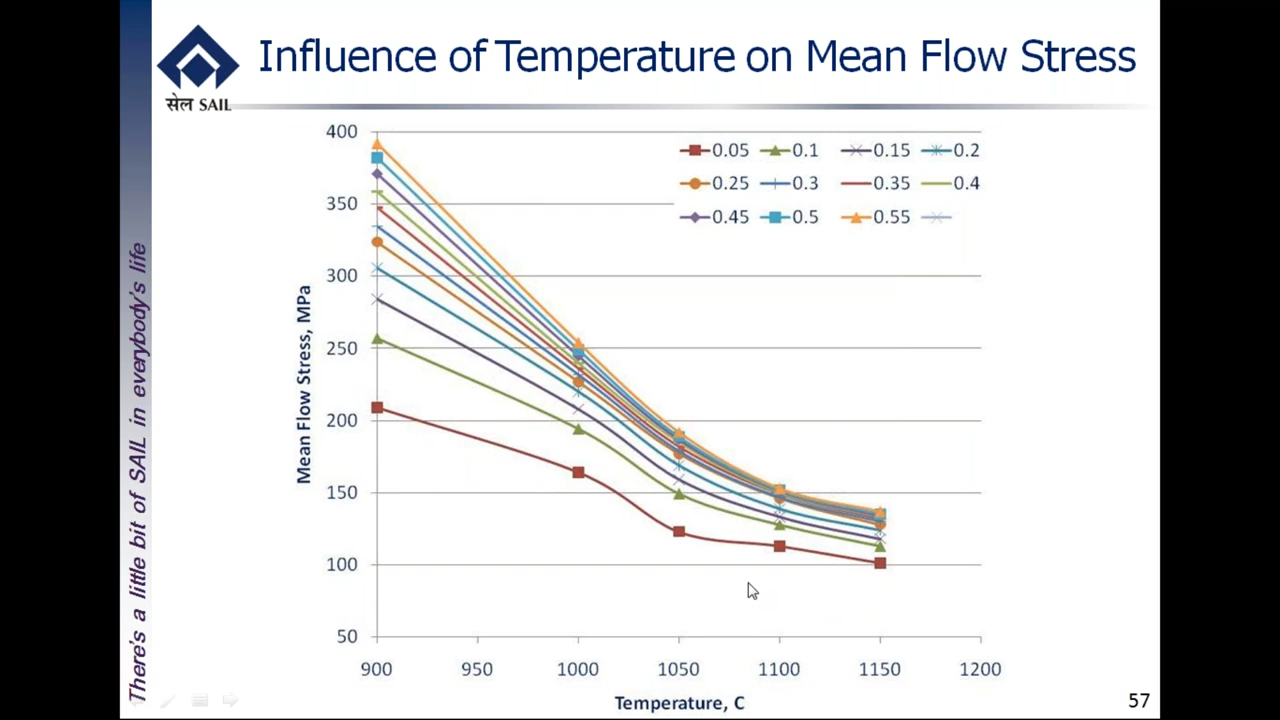 Influence of Temperature on Mean Flow Stress
सेल SAIL
There's a little bit of SAIL in everybody's life
400
350
300
250
200
150
100
50
Mean Flow Stress, MPa
0.05 0.1 0.15 0.2
0.25 0.3 0.35 0.4
0.45 0.5 0.55
900 950 1000 1050 1100 1150 1200
Temperature, C
57